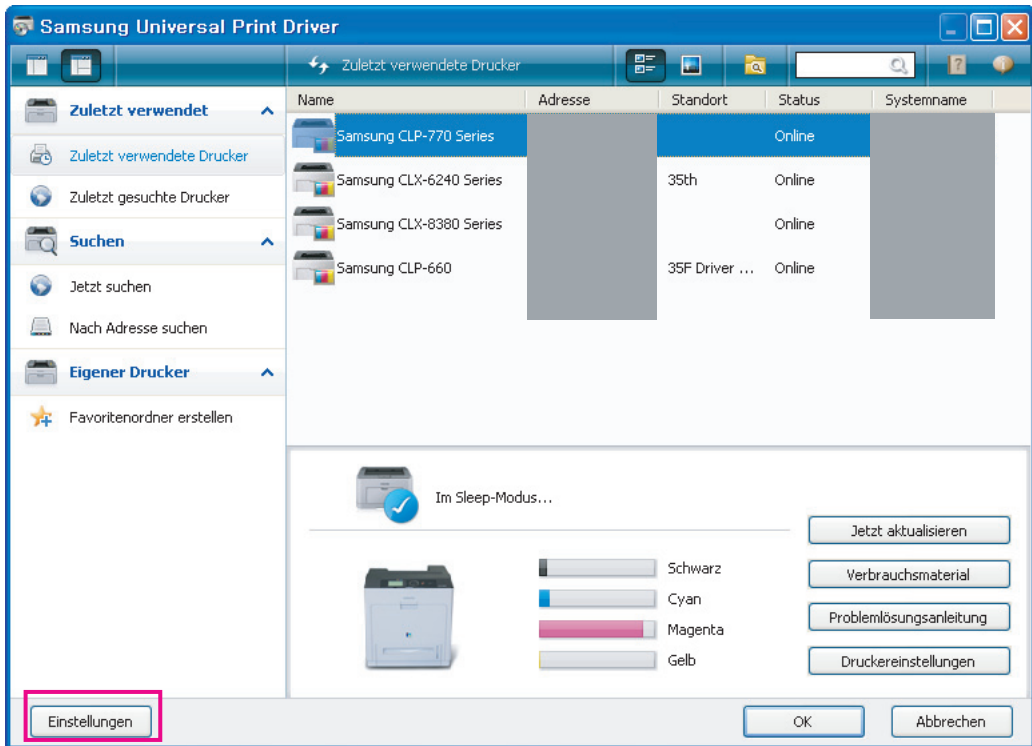 Samsung Universal Print Driver
Zuletzt verwendete Drucker
Zuletzt verwendet
Zuletzt verwendete Drucker
Zuletzt gesuchte Drucker
Suchen
Jetzt suchen
Nach Adresse suchen
Eigener Drucker
Favoritenordner erstellen
Name Adresse Standort Status Systemname
Samsung CLP-770 Series Online
Samsung CLX-6240 Series 35th Online
Samsung CLX-8380 Series Online
Samsung CLP-660 35F Driver ... Online
Im Sleep-Modus...
Schwarz
Cyan
Magenta
Gelb
Jetzt aktualisieren
Verbrauchsmaterial
Problemlösungsanleitung
Druckereinstellungen
Einstellungen
OK
Abbrechen